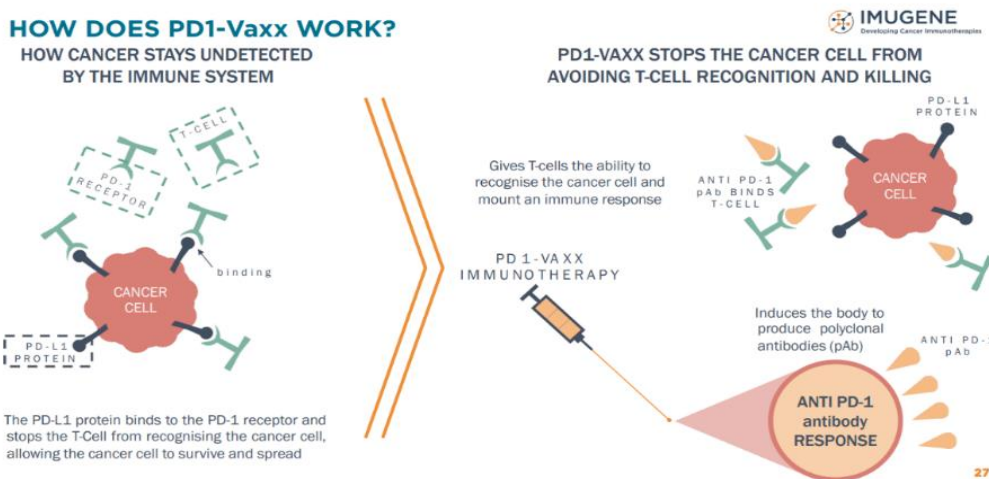 HOW DOES PD1-Vaxx WORK?
IMUGENE
Developing Cancer Immunotherapies
HOW CANCER STAYS UNDETECTED
BY THE IMMUNE SYSTEM
T-CELL
PD-1
RECEPTOR
binding
CANCER
CELL
PD-L1
PROTEIN
The PD-L1 protein binds to the PD-1 receptor and
stops the T-Cell from recognising the cancer cell,
allowing the cancer cell to survive and spread
PD1-VAXX STOPS THE CANCER CELL FROM
AVOIDING T-CELL RECOGNITION AND KILLING
PD-L1
PROTEIN
Gives T-cells the ability to
recognise the cancer cell and
mount an immune response
ANTI PD-1
pAb BINDS
T-CELL
CANCER
CELL
PD1-VAXX
IMMUNOTHERAPY
Induces the body to
produce polyclonal
antibodies (pAb)
ANTI PD-
pAb
ANTI PD-1
antibody
RESPONSE
27